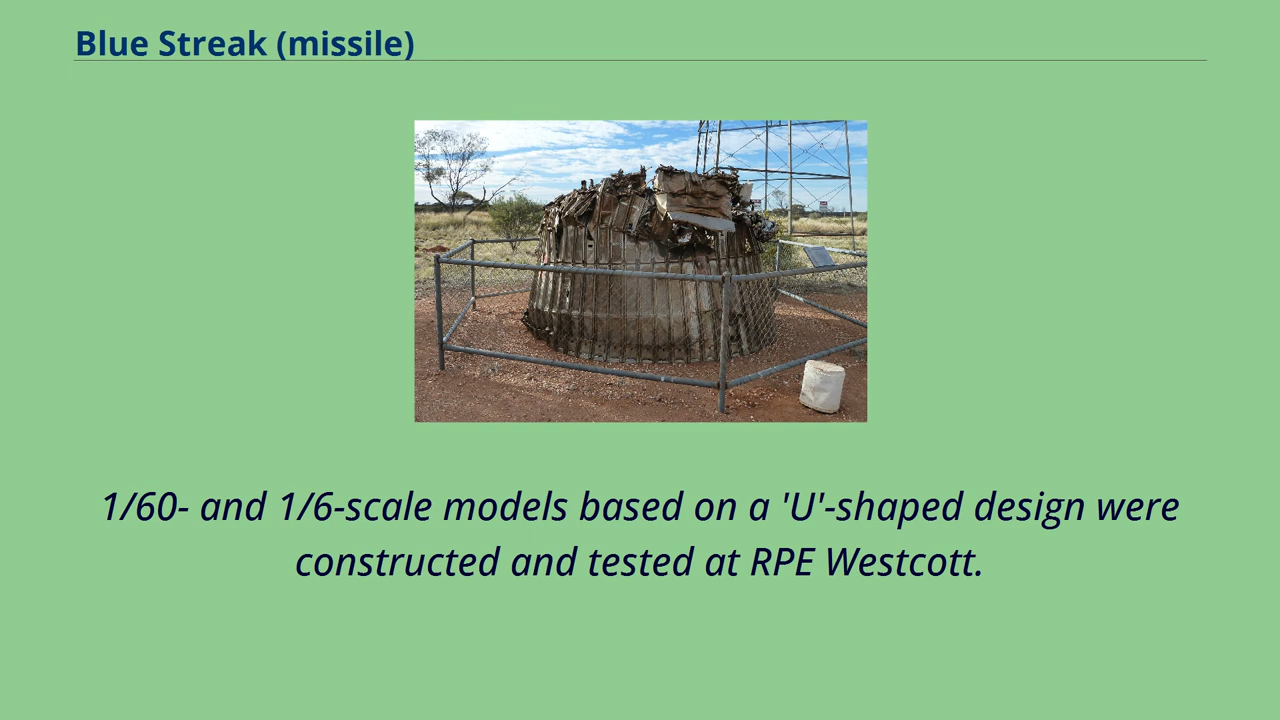 Blue Streak (missile)
1/60- and 1/6-scale models based on a 'U'-shaped design were
constructed and tested at RPE Westcott.